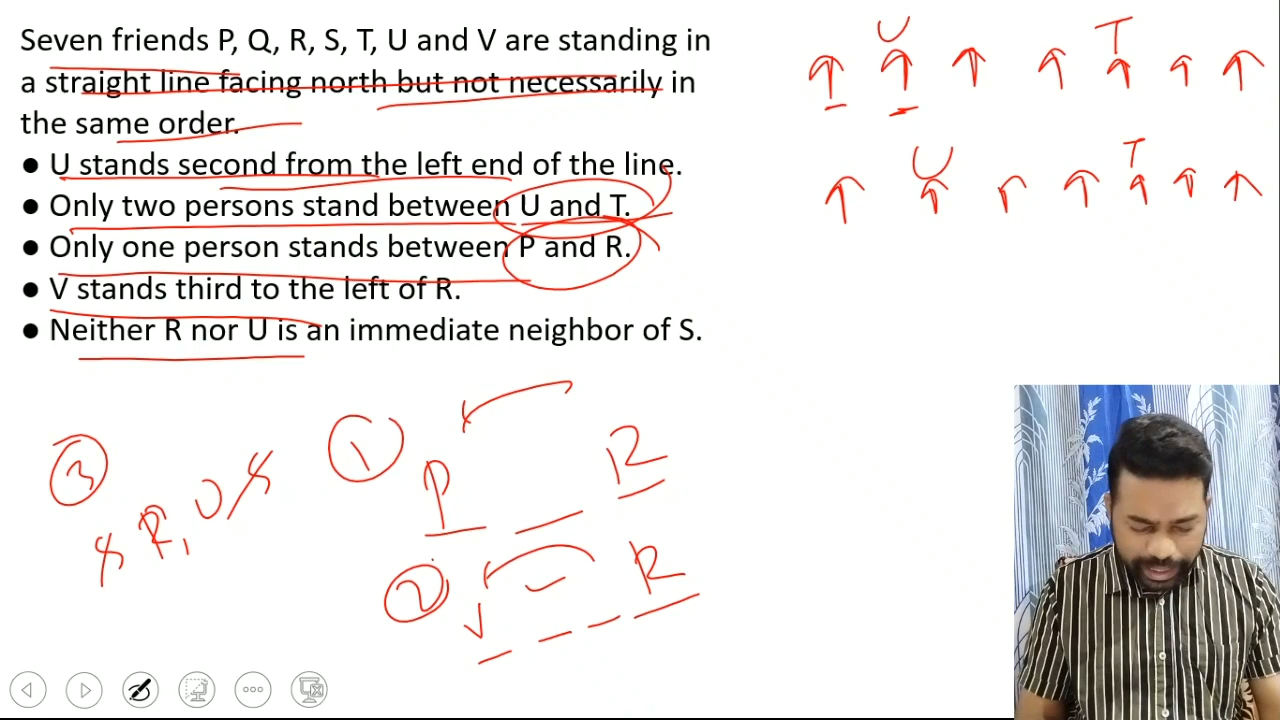 Seven friends P, Q, R, S, T, U and V are standing in
a straight line facing north but not necessarily in
the same order.
● U stands second from the left end of the line.
● Only two persons stand between U and T.
● Only one person stands between P and R.
● V stands third to the left of R.
● Neither R nor U is an immediate neighbor of S.
U T
U T
① P R
② V R
③
R, U